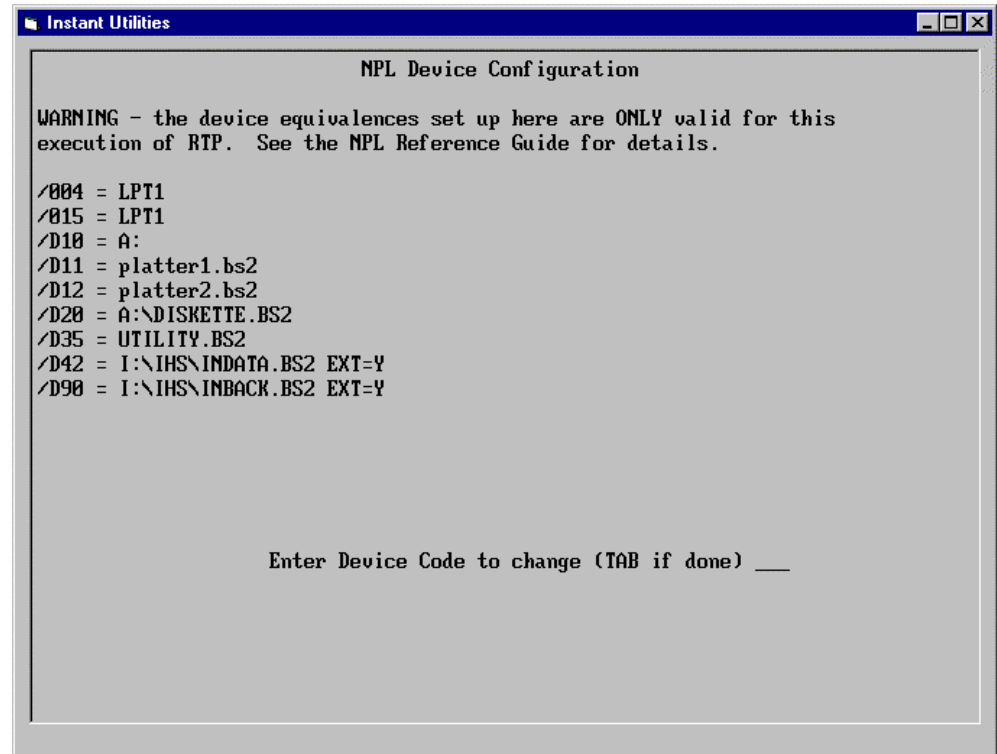 Instant Utilities
NPL Device Configuration
WARNING - the device equivalences set up here are ONLY valid for this
execution of RTP.  See the NPL Reference Guide for details.
/004 = LPT1
/015 = LPT1
/D10 = A:
/D11 = platter1.bs2
/D12 = platter2.bs2
/D20 = A:\DISKETTE.BS2
/D35 = UTILITY.BS2
/D42 = I:\IHS\INDATA.BS2 EXT=Y
/D90 = I:\IHS\INBACK.BS2 EXT=Y
Enter Device Code to change (TAB if done) ___